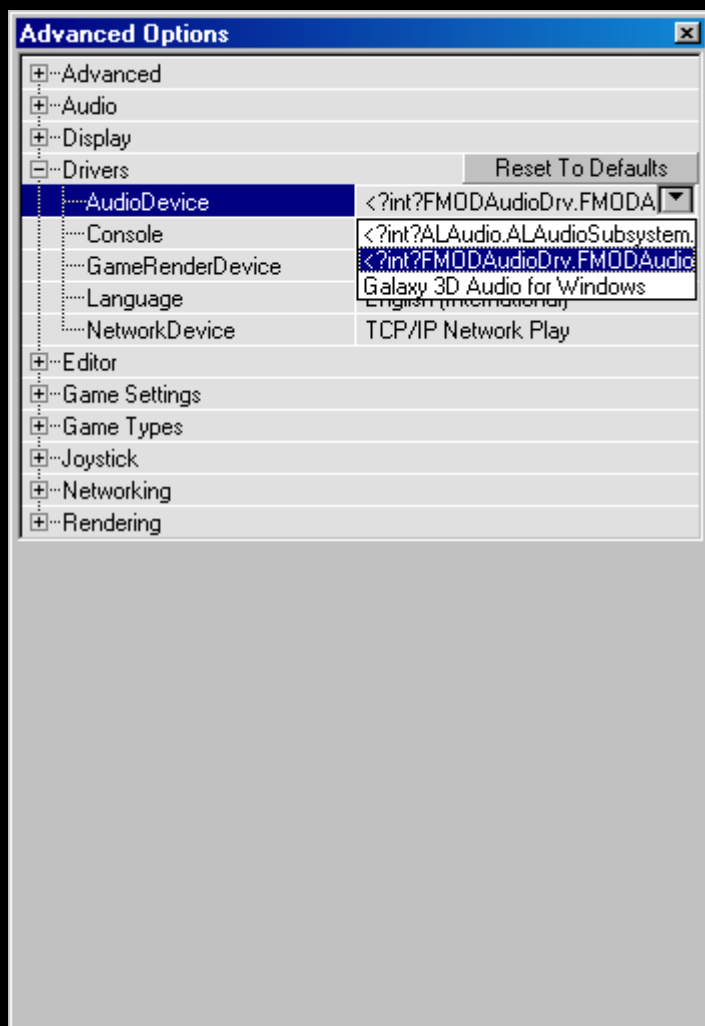 Advanced Options
Advanced
Audio
Display
Drivers Reset To Defaults
AudioDevice <?int?FMODAudioDrv.FMODA
Console <?int?ALAudio.ALAudioSubsystem.
<?int?FMODAudioDrv.FMODAudio
GameRenderDevice Galaxy 3D Audio for Windows
Language English (International)
NetworkDevice TCP/IP Network Play
Editor
Game Settings
Game Types
Joystick
Networking
Rendering